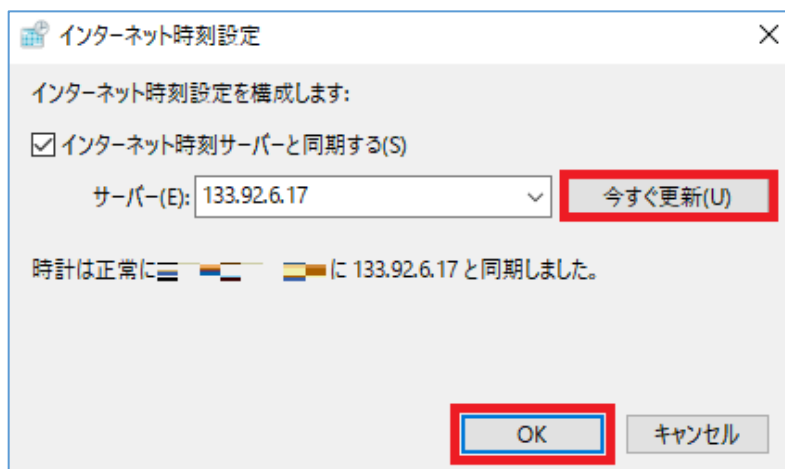 インターネット時刻設定
インターネット時刻設定を構成します:
インターネット時刻サーバーと同期する(S)
サーバー(E): 133.92.6.17 今すぐ更新(U)
時計は正常に に 133.92.6.17 と同期しました。
OK キャンセル